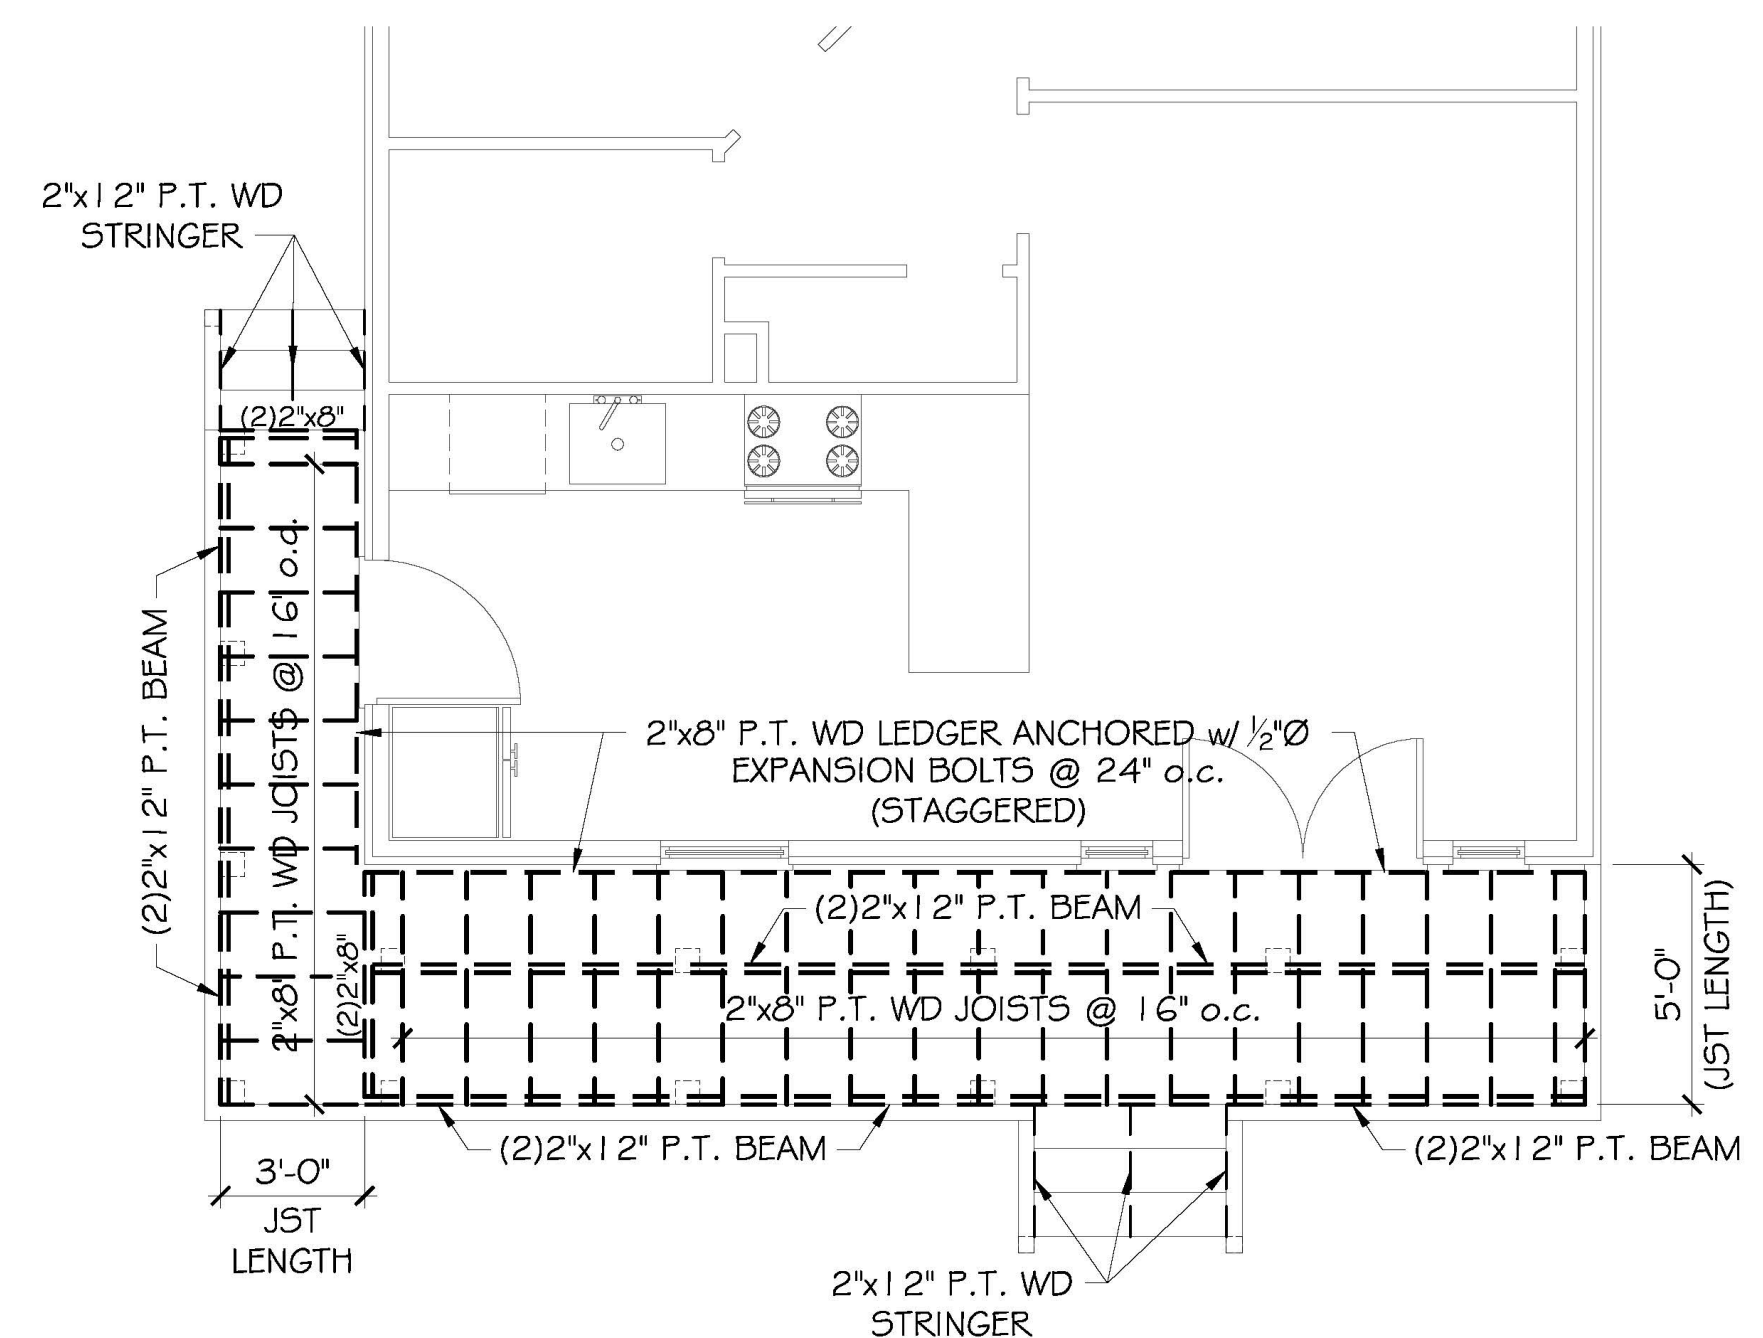 2"x12" P.T. WD
STRINGER
(2)2"x8"
(2)2"x12" P.T. BEAM
2"x8" P.T. WD JOISTS @ 16" o.c.
2"x8" P.T. WD LEDGER ANCHORED w/ ½"Ø
EXPANSION BOLTS @ 24" o.c.
(STAGGERED)
(2)2"x12" P.T. BEAM
(2)2"x8"
2"x8" P.T. WD JOISTS @ 16" o.c.
5'-0"
(JST LENGTH)
(2)2"x12" P.T. BEAM
(2)2"x12" P.T. BEAM
3'-0"
JST
LENGTH
2"x12" P.T. WD
STRINGER